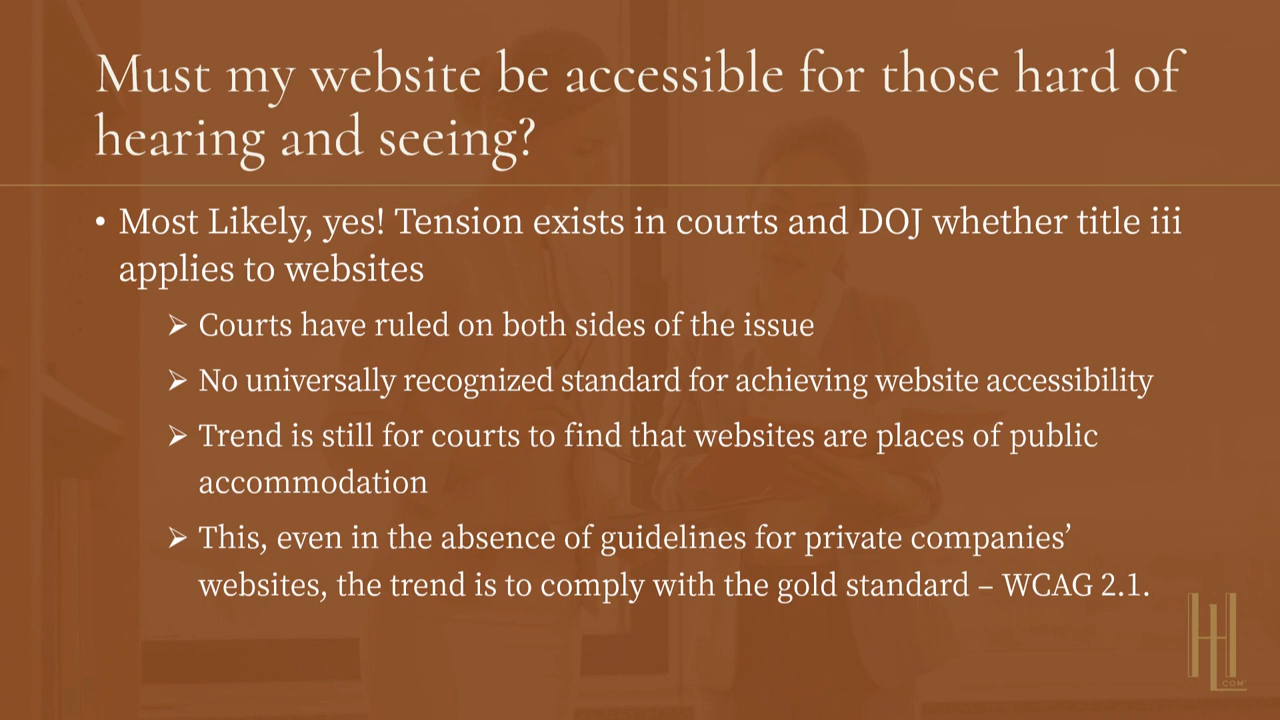 Must my website be accessible for those hard of
hearing and seeing?
• Most Likely, yes! Tension exists in courts and DOJ whether title iii
applies to websites
➢ Courts have ruled on both sides of the issue
➢ No universally recognized standard for achieving website accessibility
➢ Trend is still for courts to find that websites are places of public
accommodation
➢ This, even in the absence of guidelines for private companies’
websites, the trend is to comply with the gold standard – WCAG 2.1.
HL
.COM